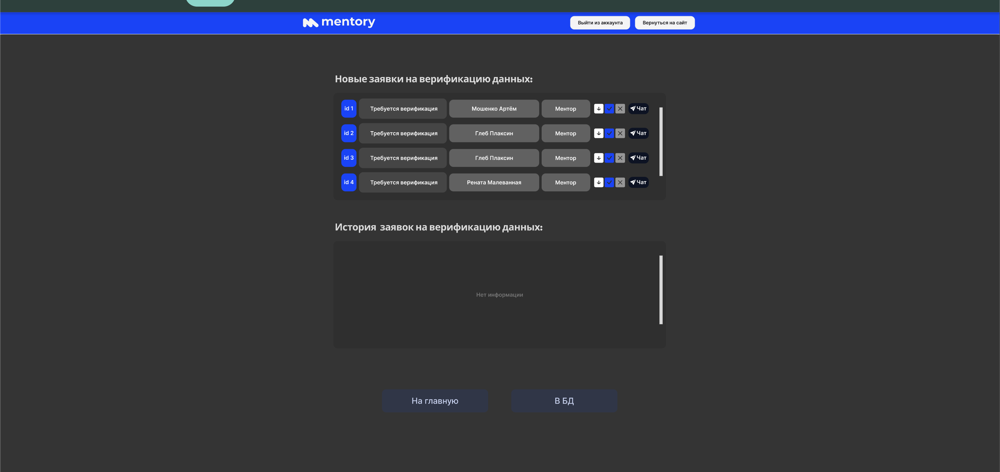 mentory
Выйти из аккаунта
Вернуться на сайт
Новые заявки на верификацию данных:
id 1 Требуется верификация Мошенко Артём Ментор Чат
id 2 Требуется верификация Глеб Плаксин Ментор Чат
id 3 Требуется верификация Глеб Плаксин Ментор Чат
id 4 Требуется верификация Рената Малеванная Ментор Чат
История заявок на верификацию данных:
Нет информации
На главную
В БД